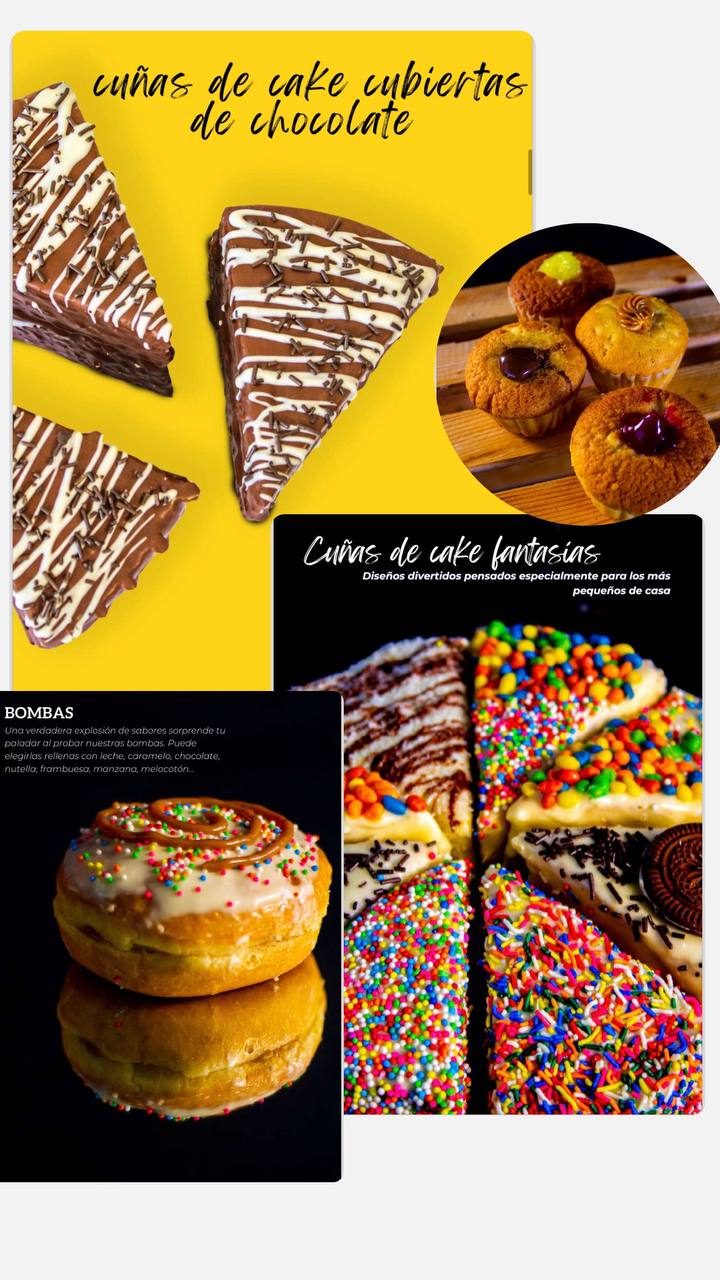 cuñas de cake cubiertas
de chocolate
Cuñas de cake fantasías
Diseños divertidos pensados especialmente para los más
pequeños de casa
BOMBAS
Una verdadera explosión de sabores sorprende tu
paladar al probar nuestras bombas. Puede
elegirlas rellenas con leche, caramelo, chocolate,
nutella, frambuesa, manzana, melocotón...